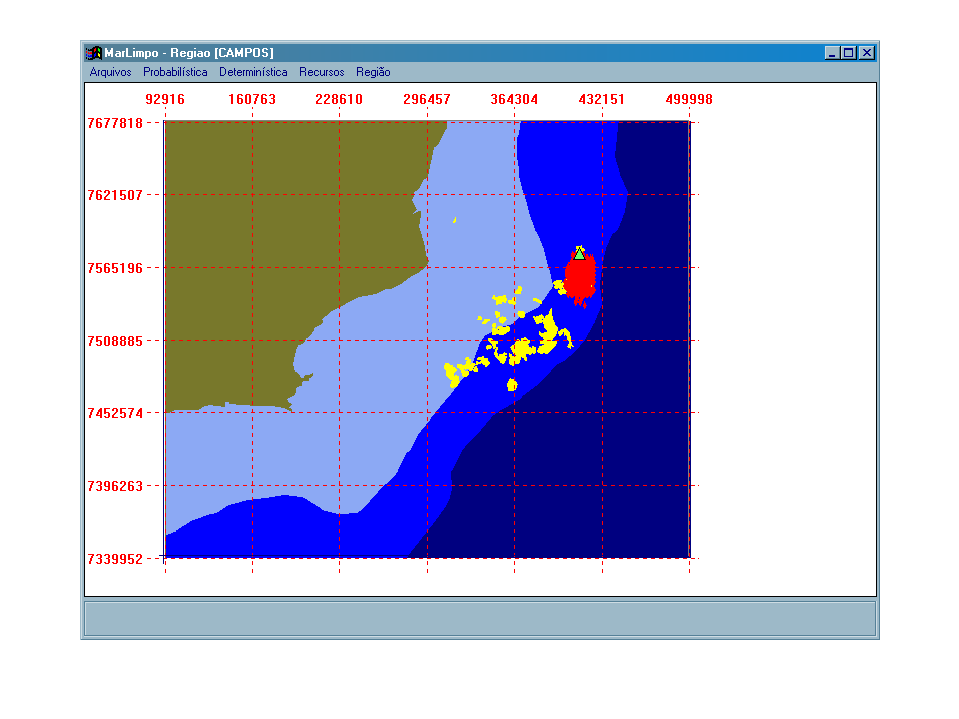 MarLimpo - Regiao [CAMPOS]
Arquivos Probabilística Determinística Recursos Região
92916 160763 228610 296457 364304 432151 499998
7677818
7621507
7565196
7508885
7452574
7396263
7339952